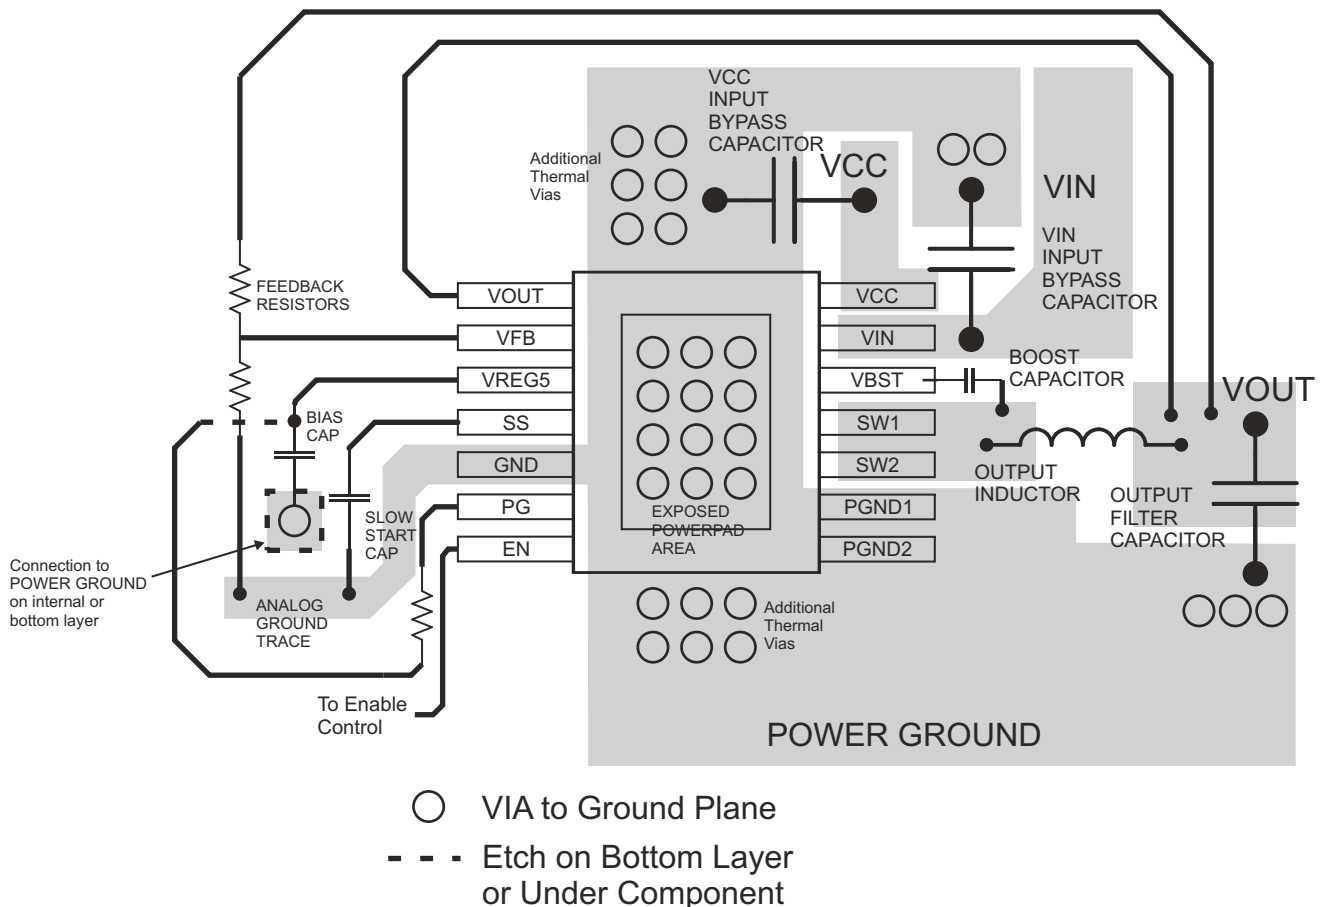 VCC
INPUT
BYPASS
CAPACITOR
Additional
Thermal
Vias
VCC
VIN
VIN
INPUT
BYPASS
CAPACITOR
FEEDBACK
RESISTORS
VOUT
VFB
VREG5
SS
GND
PG
EN
VCC
VIN
VBST
SW1
SW2
PGND1
PGND2
BOOST
CAPACITOR
VOUT
BIAS
CAP
SLOW
START
CAP
OUTPUT
INDUCTOR
OUTPUT
FILTER
CAPACITOR
EXPOSED
POWERPAD
AREA
Connection to
POWER GROUND
on internal or
bottom layer
ANALOG
GROUND
TRACE
Additional
Thermal
Vias
To Enable
Control
POWER GROUND
VIA to Ground Plane
Etch on Bottom Layer
or Under Component